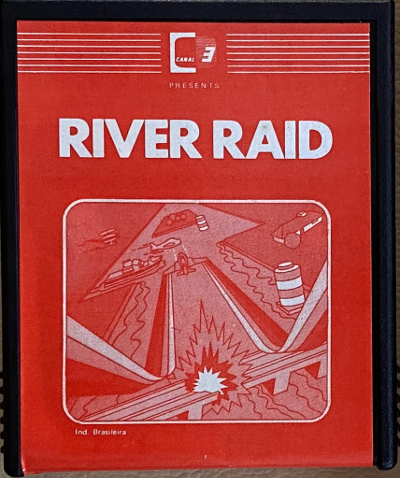 CANAL 3
PRESENTS
RIVER RAID
Ind. Brasileira